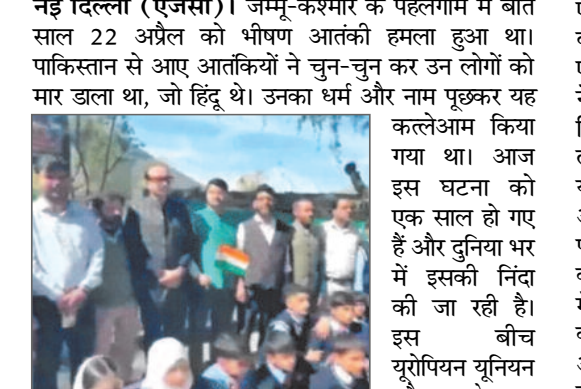 नई दिल्ली (एजेंसी)। जम्मू-कश्मीर के पहलगाम में बीते
साल 22 अप्रैल को भीषण आतंकी हमला हुआ था।
पाकिस्तान से आए आतंकियों ने चुन-चुन कर उन लोगों को
मार डाला था, जो हिंदू थे। उनका धर्म और नाम पूछकर यह
कत्लेआम किया
गया था। आज
इस घटना को
एक साल हो गए
हैं और दुनिया भर
में इसकी निंदा
की जा रही है।
इस बीच
यूरोपियन यूनियन